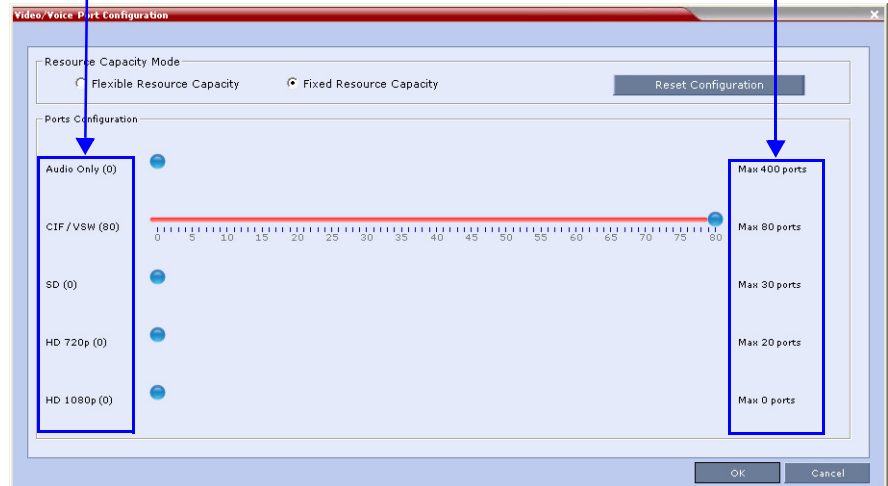 Video/Voice Port Configuration
x
Resource Capacity Mode
Flexible Resource Capacity
Fixed Resource Capacity
Reset Configuration
Ports Configuration
Audio Only (0)
Max 400 ports
CIF/VSW (80)
0 5 10 15 20 25 30 35 40 45 50 55 60 65 70 75 80
Max 80 ports
SD (0)
Max 30 ports
HD 720p (0)
Max 20 ports
HD 1080p (0)
Max 0 ports
OK
Cancel